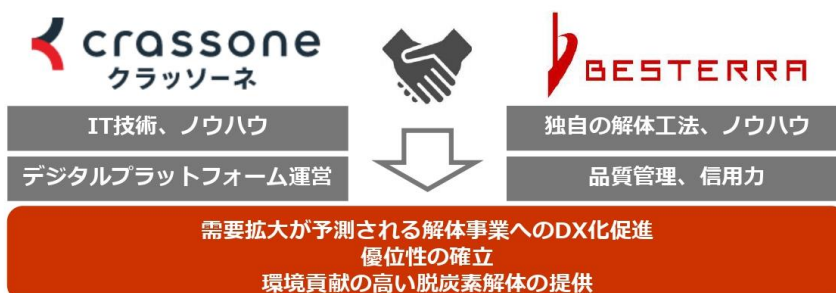 crassone
クラッソーネ
BESTERRA
IT技術、ノウハウ
独自の解体工法、ノウハウ
デジタルプラットフォーム運営
品質管理、信用力
需要拡大が予測される解体事業へのDX化促進
優位性の確立
環境貢献の高い脱炭素解体の提供